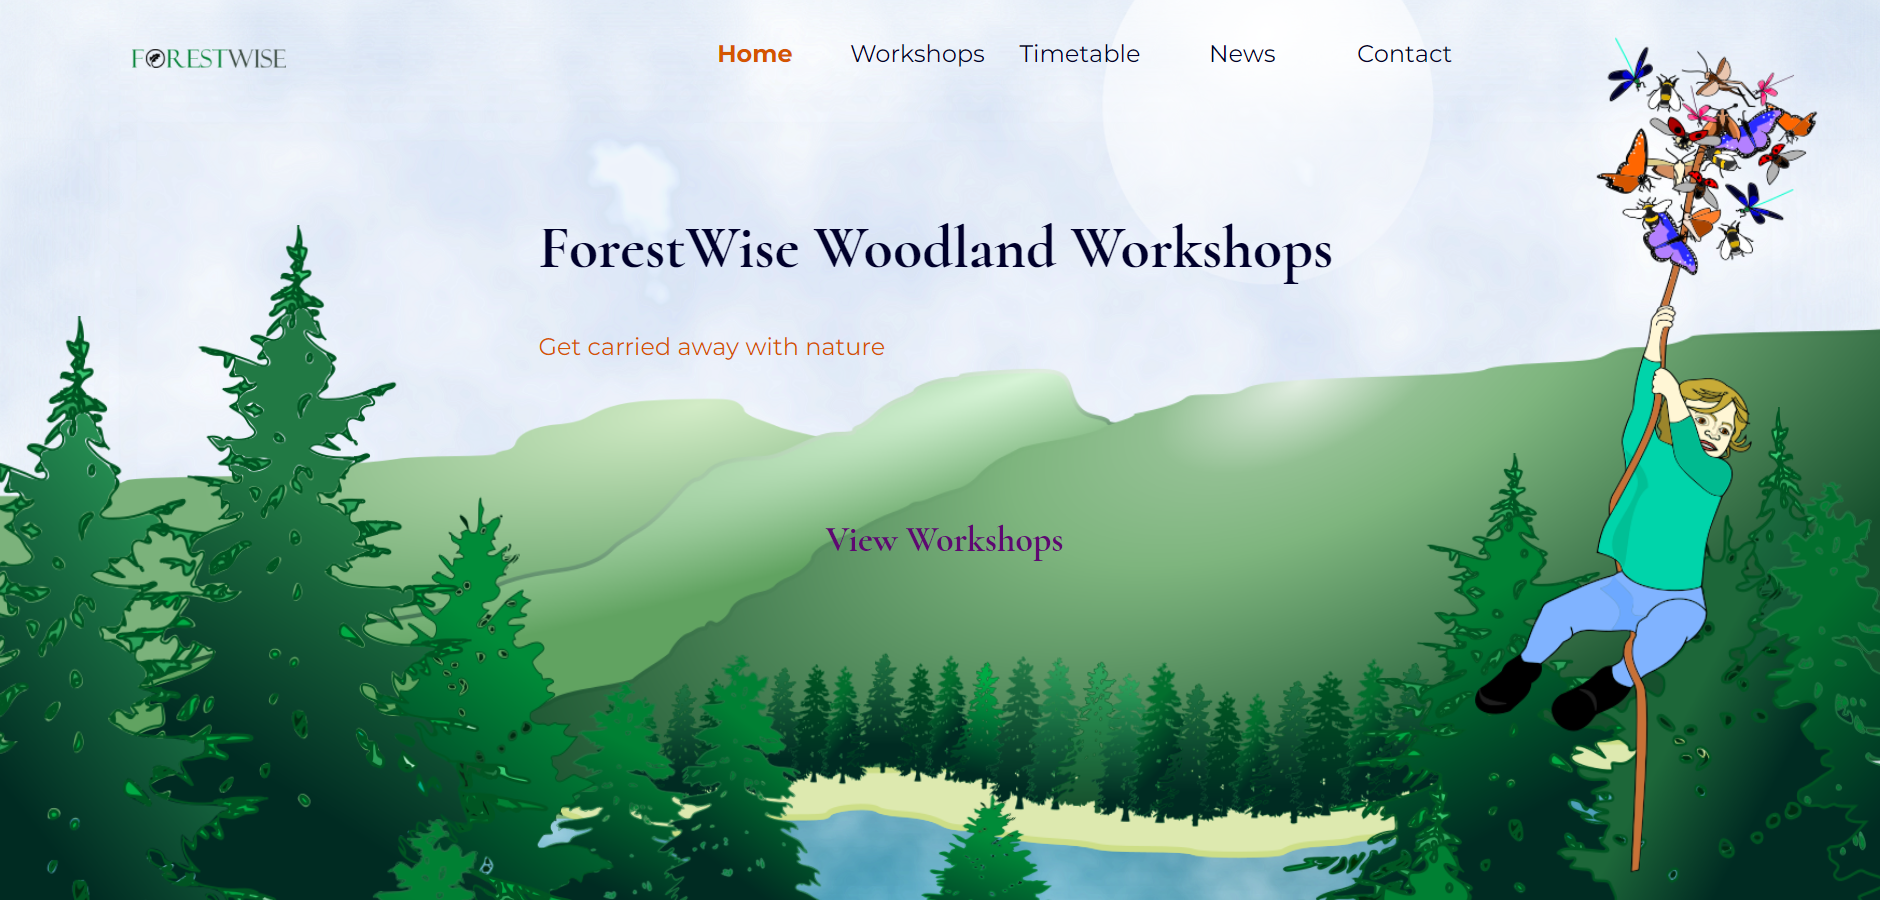 FORESTWISE
Home Workshops Timetable News Contact
ForestWise Woodland Workshops
Get carried away with nature
View Workshops